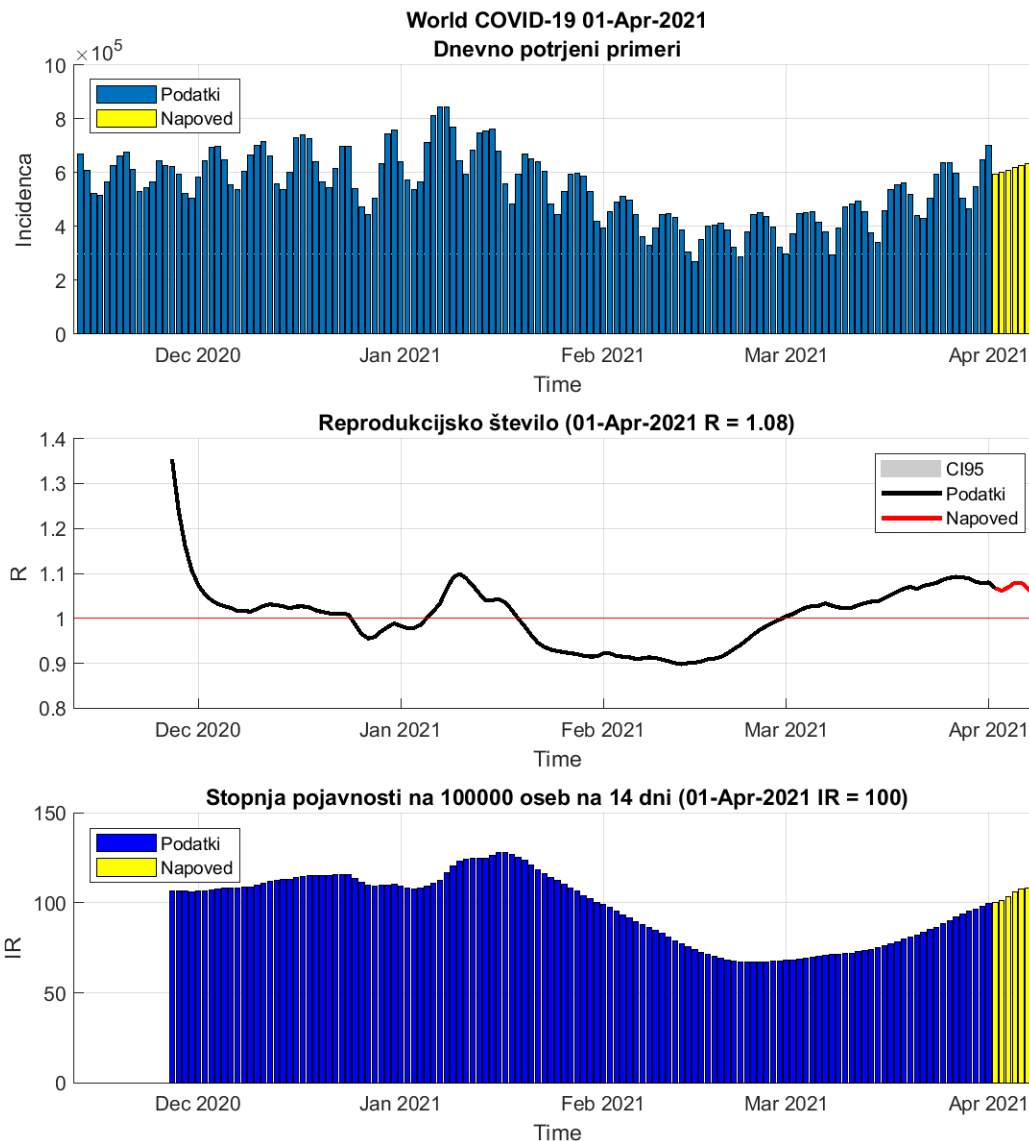 World COVID-19 01-Apr-2021
Dnevno potrjeni primeri
×10^5
10
8
6
4
2
0
Incidenca
Podatki
Napoved
Dec 2020 Jan 2021 Feb 2021 Mar 2021 Apr 2021
Time
Reprodukcijsko število (01-Apr-2021 R = 1.08)
1.4
1.3
1.2
1.1
1
0.9
0.8
R
CI95
Podatki
Napoved
Dec 2020 Jan 2021 Feb 2021 Mar 2021 Apr 2021
Time
Stopnja pojavnosti na 100000 oseb na 14 dni (01-Apr-2021 IR = 100)
150
100
50
0
IR
Podatki
Napoved
Dec 2020 Jan 2021 Feb 2021 Mar 2021 Apr 2021
Time